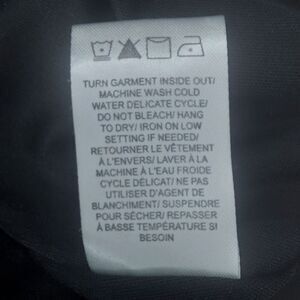 TURN GARMENT INSIDE OUT/
MACHINE WASH COLD
WATER DELICATE CYCLE/
DO NOT BLEACH/ HANG
TO DRY/ IRON ON LOW
SETTING IF NEEDED/
RETOURNER LE VÊTEMENT
À L'ENVERS/ LAVER À LA
MACHINE À L'EAU FROIDE
CYCLE DÉLICAT/ NE PAS
UTILISER D'AGENT DE
BLANCHIMENT/ SUSPENDRE
POUR SÉCHER/ REPASSER
À BASSE TEMPÉRATURE SI
BESOIN